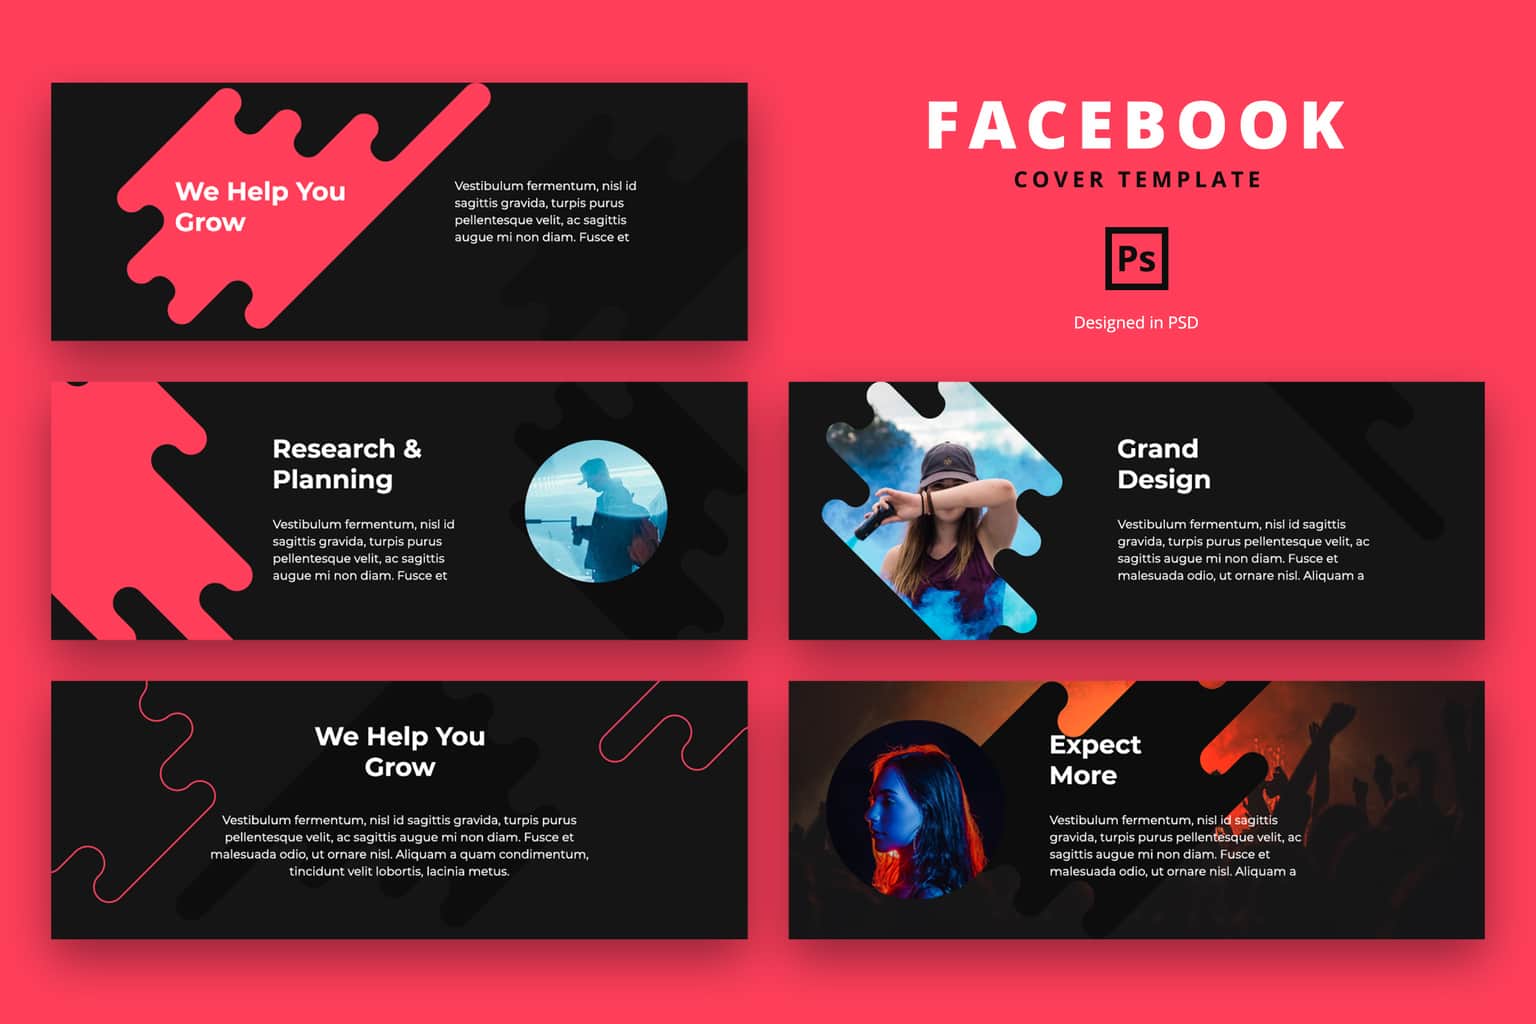 We Help You
Grow
Vestibulum fermentum, nisl id
sagittis gravida, turpis purus
pellentesque velit, ac sagittis
augue mi non diam. Fusce et
FACEBOOK
COVER TEMPLATE
Ps
Designed in PSD
Research &
Planning
Vestibulum fermentum, nisl id
sagittis gravida, turpis purus
pellentesque velit, ac sagittis
augue mi non diam. Fusce et
Grand
Design
Vestibulum fermentum, nisl id sagittis
gravida, turpis purus pellentesque velit, ac
sagittis augue mi non diam. Fusce et
malesuada odio, ut ornare nisl. Aliquam a
We Help You
Grow
Vestibulum fermentum, nisl id sagittis gravida, turpis purus
pellentesque velit, ac sagittis augue mi non diam. Fusce et
malesuada odio, ut ornare nisl. Aliquam a quam condimentum,
tincidunt velit lobortis, lacinia metus.
Expect
More
Vestibulum fermentum, nisl id sagittis
gravida, turpis purus pellentesque velit, ac
sagittis augue mi non diam. Fusce et
malesuada odio, ut ornare nisl. Aliquam a